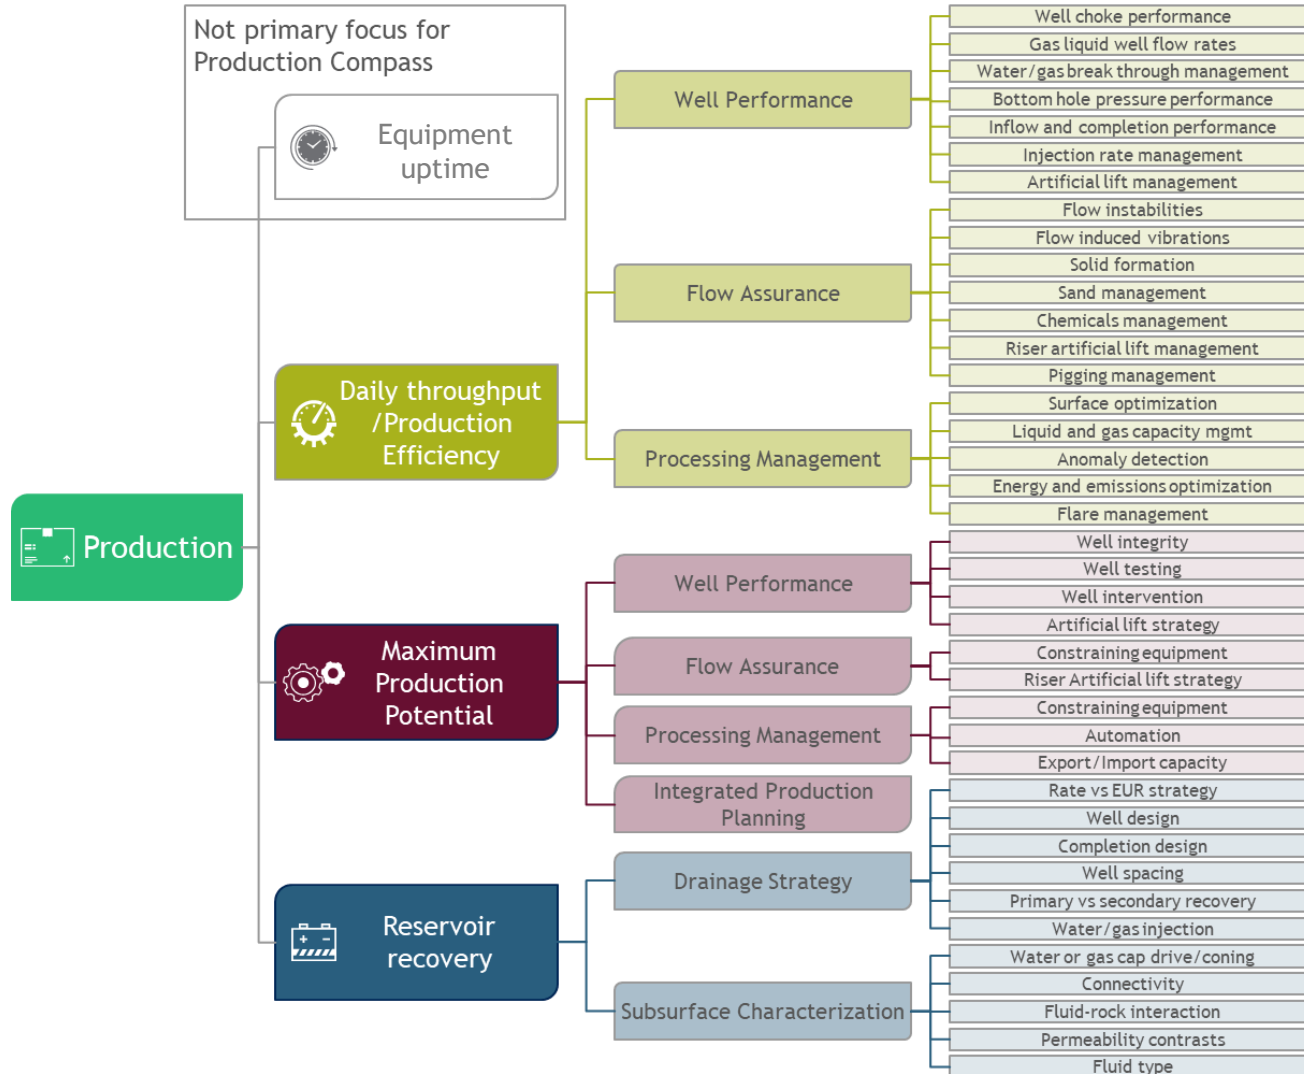 Not primary focus for
Production Compass
Equipment
uptime
Production
Daily throughput
/Production
Efficiency
Well Performance
Well choke performance
Gas liquid well flow rates
Water/gas break through management
Bottom hole pressure performance
Inflow and completion performance
Injection rate management
Artificial lift management
Flow Assurance
Flow instabilities
Flow induced vibrations
Solid formation
Sand management
Chemicals management
Riser artificial lift management
Pigging management
Processing Management
Surface optimization
Liquid and gas capacity mgmt
Anomaly detection
Energy and emissions optimization
Flare management
Maximum
Production
Potential
Well Performance
Well integrity
Well testing
Well intervention
Artificial lift strategy
Flow Assurance
Constraining equipment
Riser Artificial lift strategy
Processing Management
Constraining equipment
Automation
Export/Import capacity
Integrated Production
Planning
Reservoir
recovery
Drainage Strategy
Rate vs EUR strategy
Well design
Completion design
Well spacing
Primary vs secondary recovery
Water/gas injection
Subsurface Characterization
Water or gas cap drive/coning
Connectivity
Fluid-rock interaction
Permeability contrasts
Fluid type